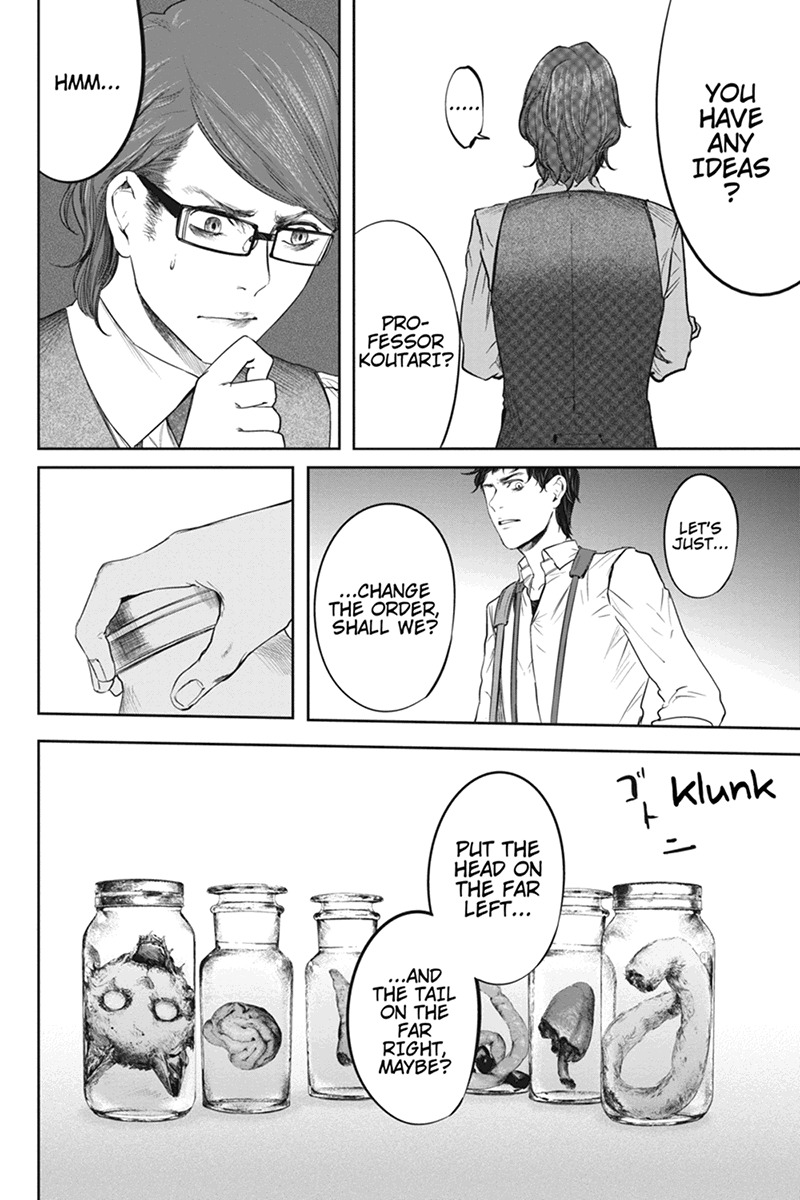 YOU
HAVE
ANY
IDEAS
?
.....
PRO-
FESSOR
KOUTARI?
HMM...
LET'S
JUST...
...CHANGE
THE ORDER,
SHALL WE?
ゴトニ
klunk
PUT THE
HEAD ON
THE FAR
LEFT...
...AND
THE TAIL
ON THE
FAR
RIGHT,
MAYBE?